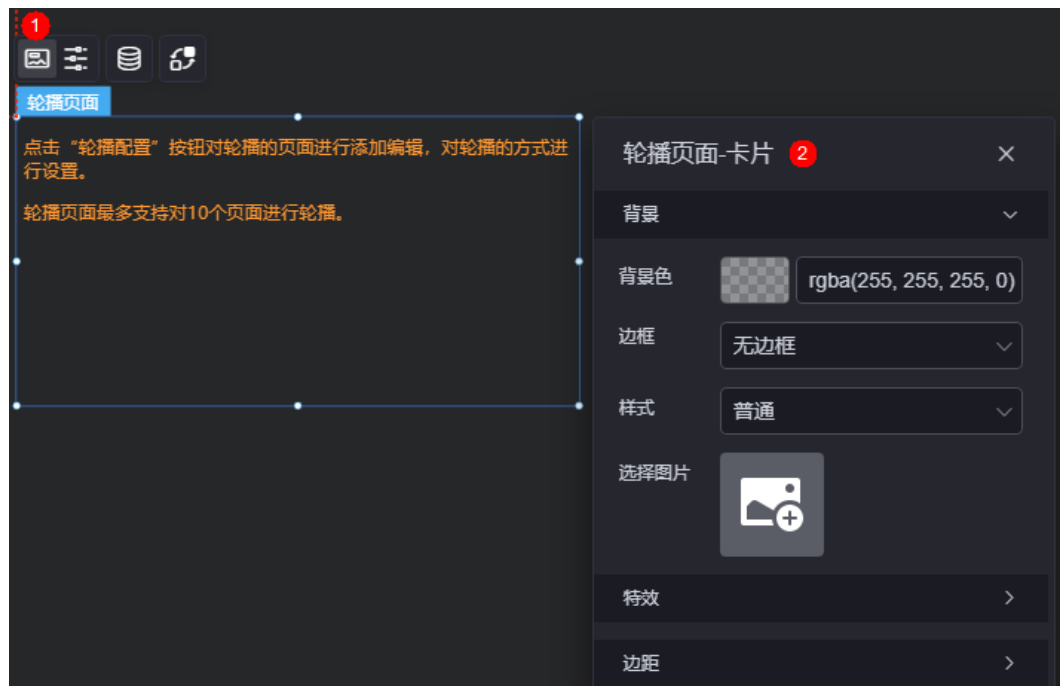 1
轮播页面
点击“轮播配置”按钮对轮播的页面进行添加编辑，对轮播的方式进
行设置。
轮播页面最多支持对10个页面进行轮播。
轮播页面-卡片 2
背景
背景色 rgba(255, 255, 255, 0)
边框 无边框
样式 普通
选择图片
特效
边距